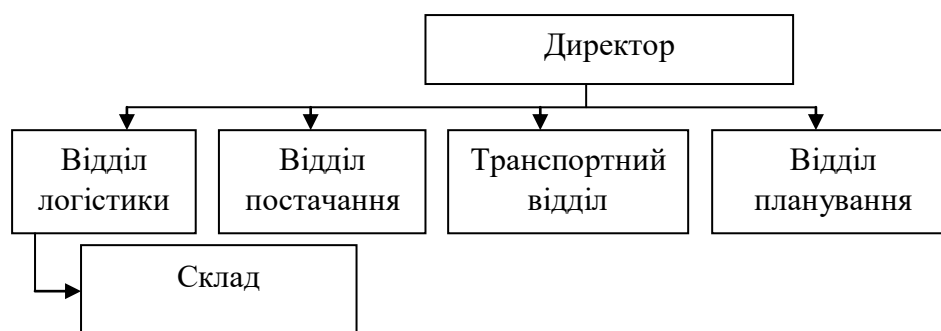 Директор
Відділ
логістики
Відділ
постачання
Транспортний
відділ
Відділ
планування
Склад